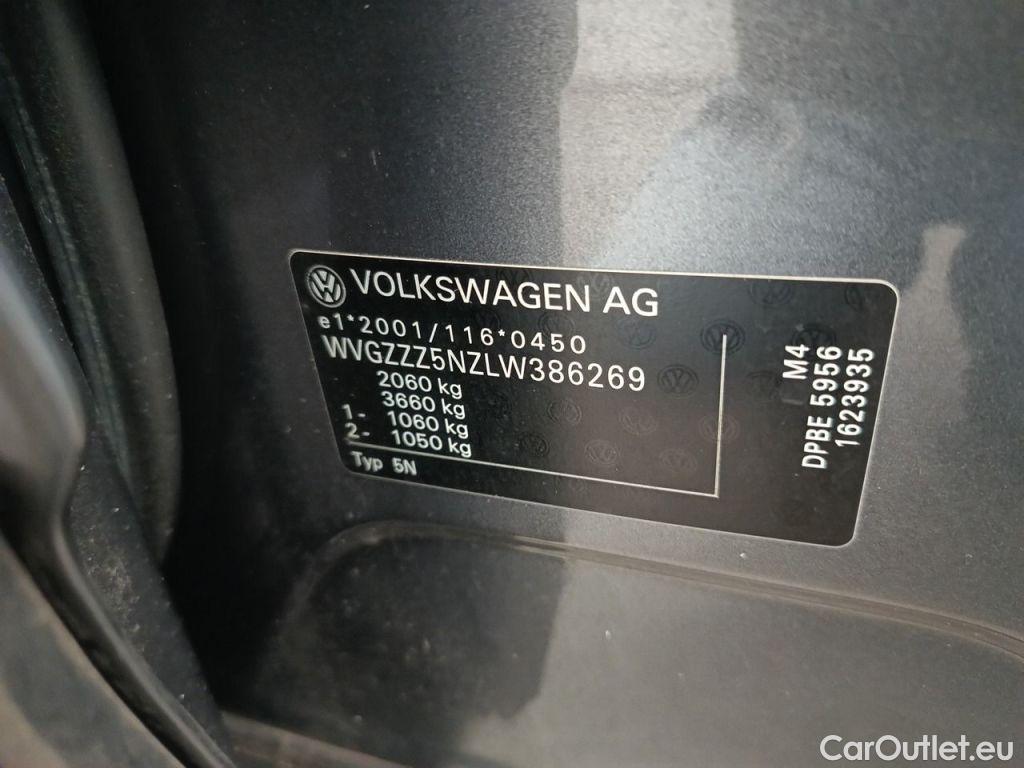 VOLKSWAGEN AG
e1*2001/116*0450
WVGZZZ5NZLW386269
2060 kg
3660 kg
1- 1060 kg
2- 1050 kg
Typ 5N
M4
DPBE 5956
1623935
CarOutlet.eu